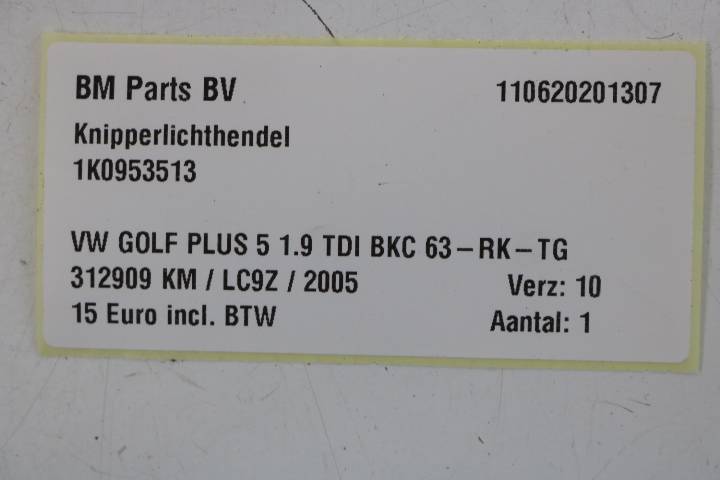 BM Parts BV 110620201307
Knipperlichthendel
1K0953513
VW GOLF PLUS 5 1.9 TDI BKC 63-RK-TG
312909 KM / LC9Z / 2005 Verz: 10
15 Euro incl. BTW Aantal: 1